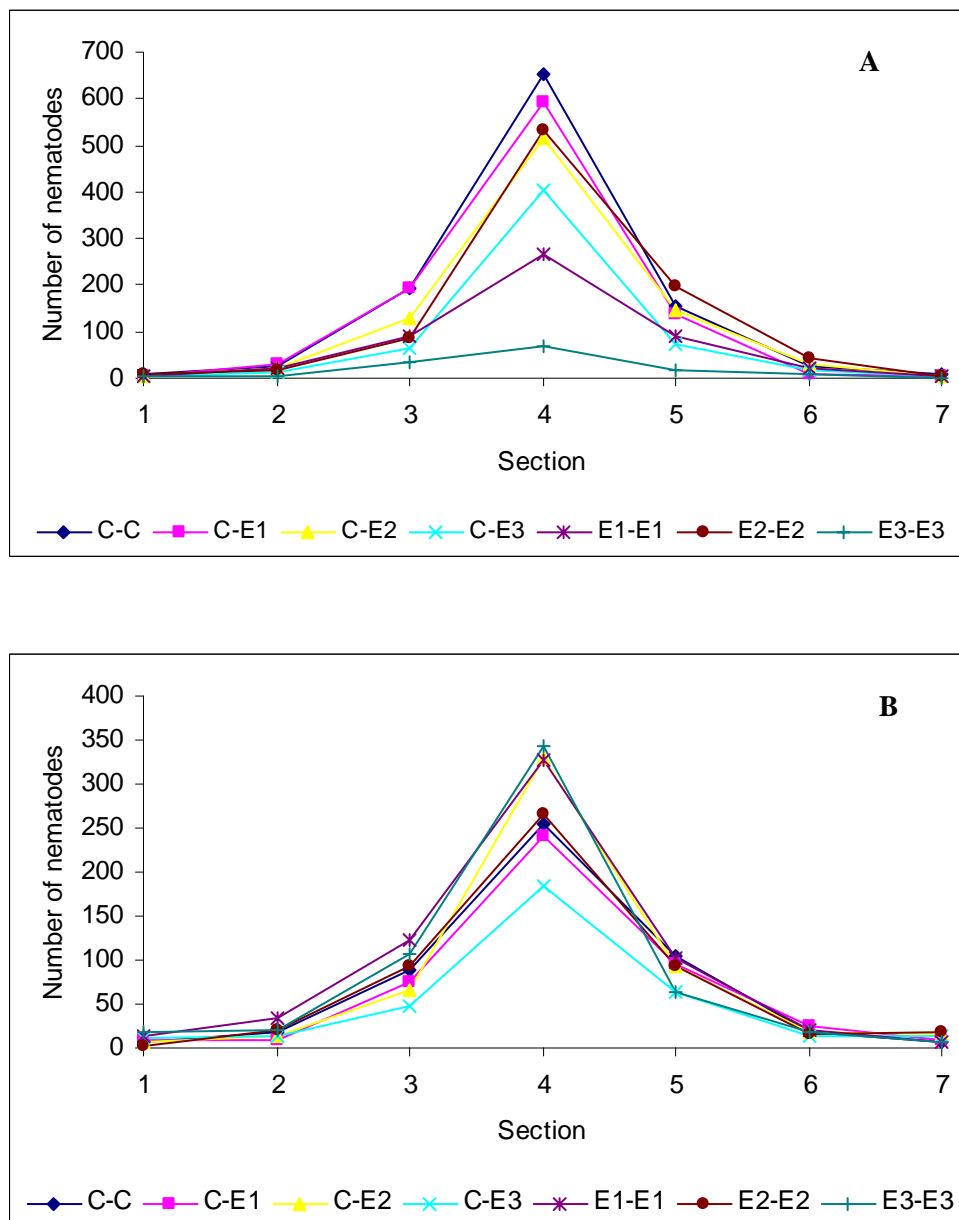 A
Number of nematodes
700
600
500
400
300
200
100
0
1 2 3 4 5 6 7
Section
C-C C-E1 C-E2 C-E3 E1-E1 E2-E2 E3-E3
B
Number of nematodes
400
350
300
250
200
150
100
50
0
1 2 3 4 5 6 7
Section
C-C C-E1 C-E2 C-E3 E1-E1 E2-E2 E3-E3